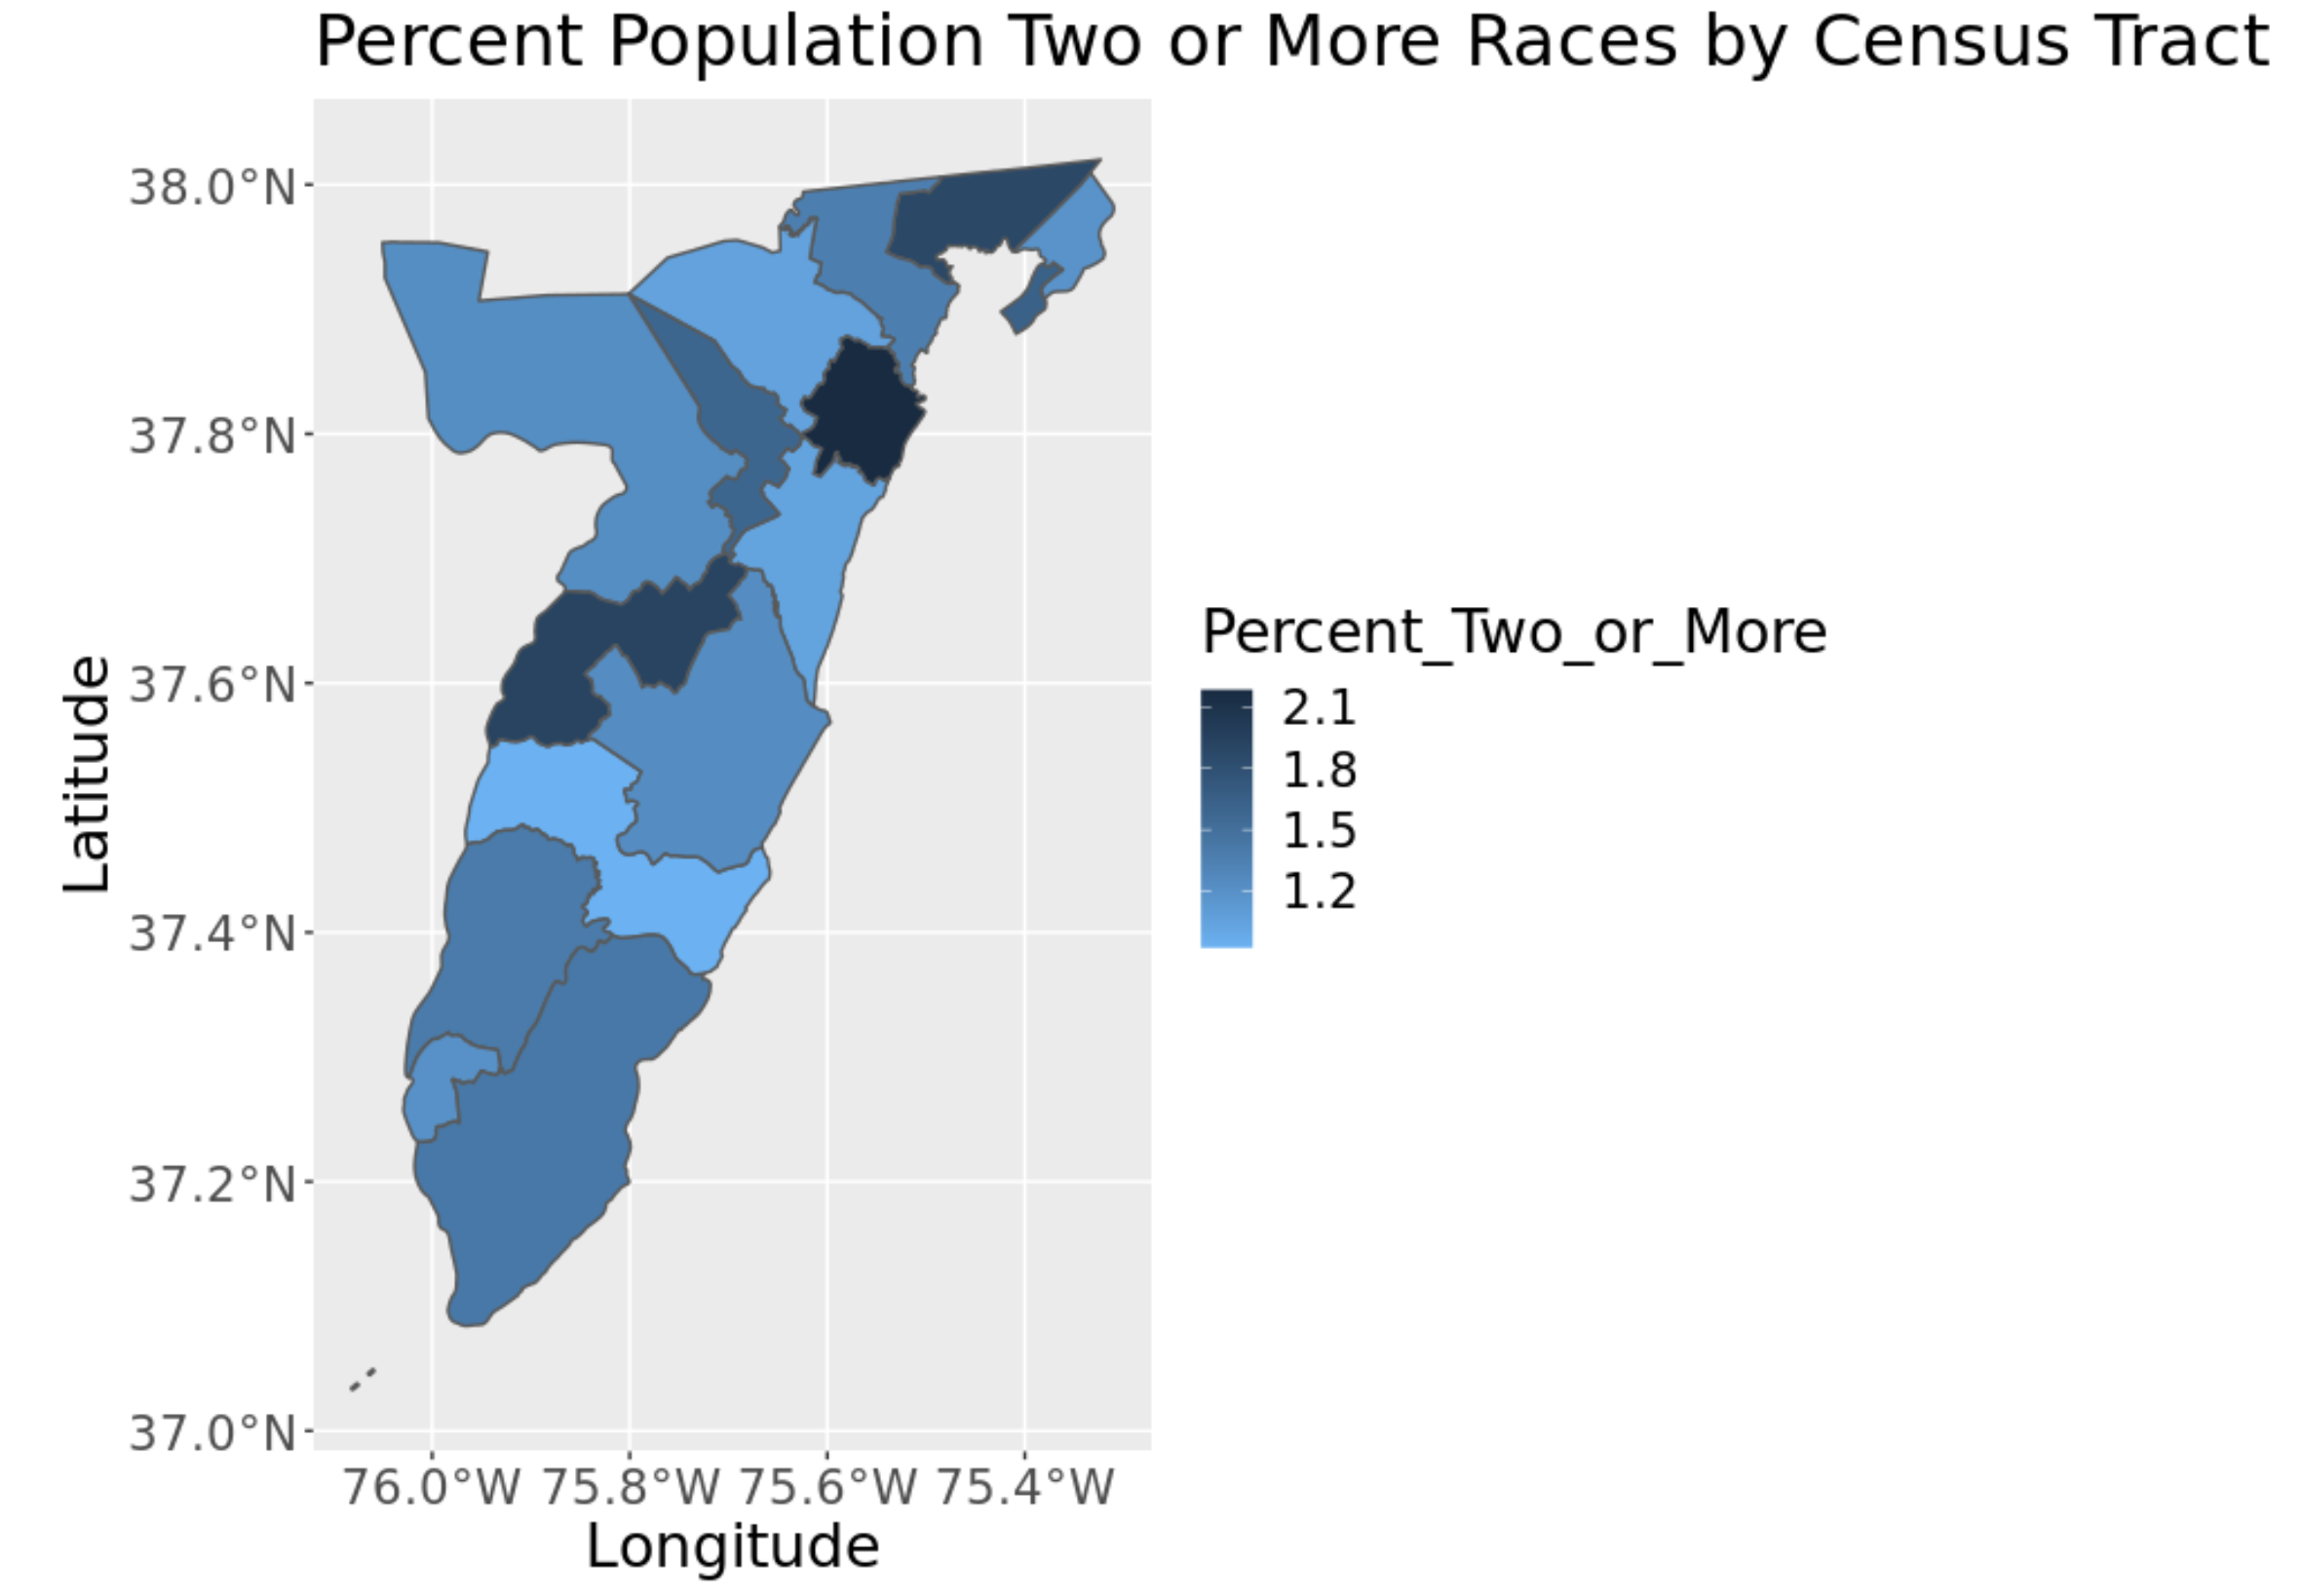 Percent Population Two or More Races by Census Tract
38.0°N
37.8°N
37.6°N
37.4°N
37.2°N
37.0°N
Latitude
76.0°W 75.8°W 75.6°W 75.4°W
Longitude
Percent_Two_or_More
2.1
1.8
1.5
1.2